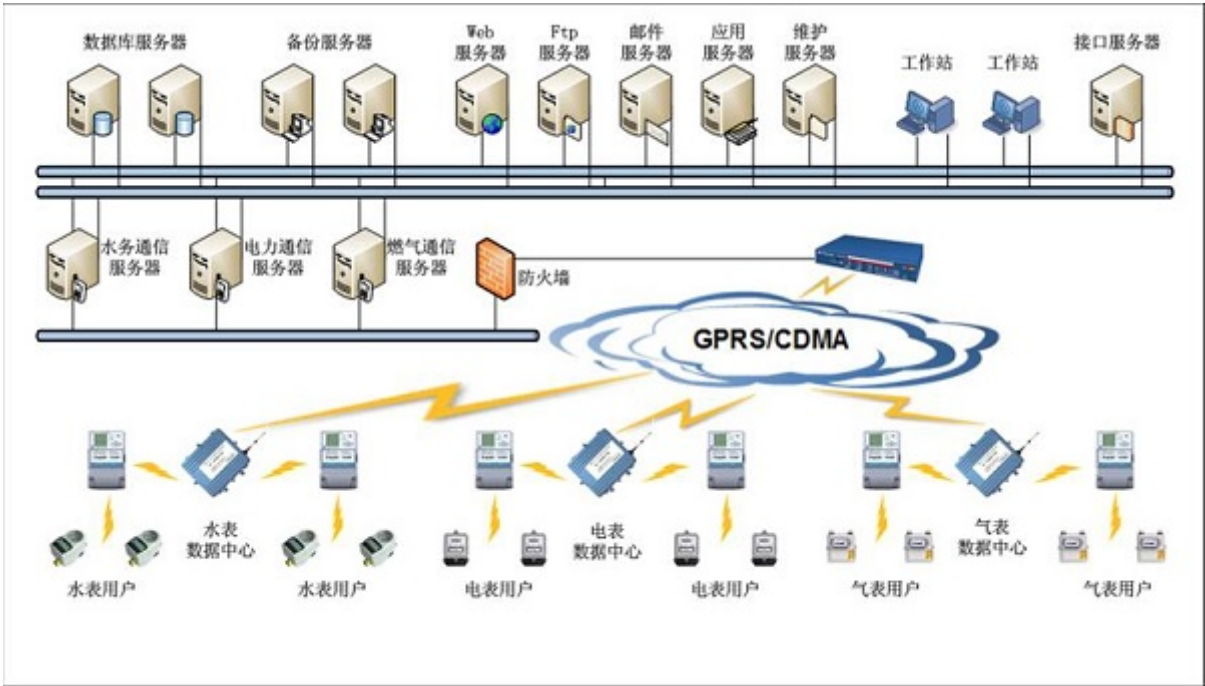 数据库服务器
备份服务器
Web
服务器
Ftp
服务器
邮件
服务器
应用
服务器
维护
服务器
工作站
工作站
接口服务器
水务通信
服务器
电力通信
服务器
燃气通信
服务器
防火墙
GPRS/CDMA
水表
数据中心
电表
数据中心
气表
数据中心
水表用户
水表用户
电表用户
电表用户
气表用户
气表用户